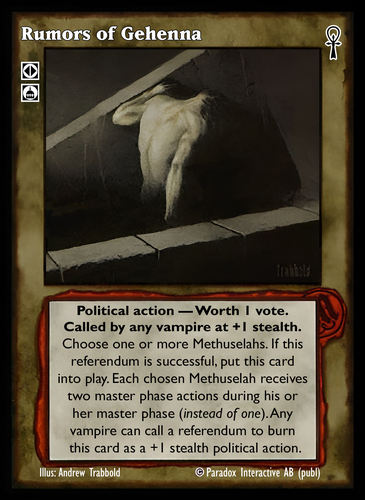 Rumors of Gehenna
Trabbold
Political action — Worth 1 vote.
Called by any vampire at +1 stealth.
Choose one or more Methuselahs. If this
referendum is successful, put this card
into play. Each chosen Methuselah receives
two master phase actions during his or
her master phase (instead of one). Any
vampire can call a referendum to burn
this card as a +1 stealth political action.
Illus: Andrew Trabbold © Paradox Interactive AB (publ)